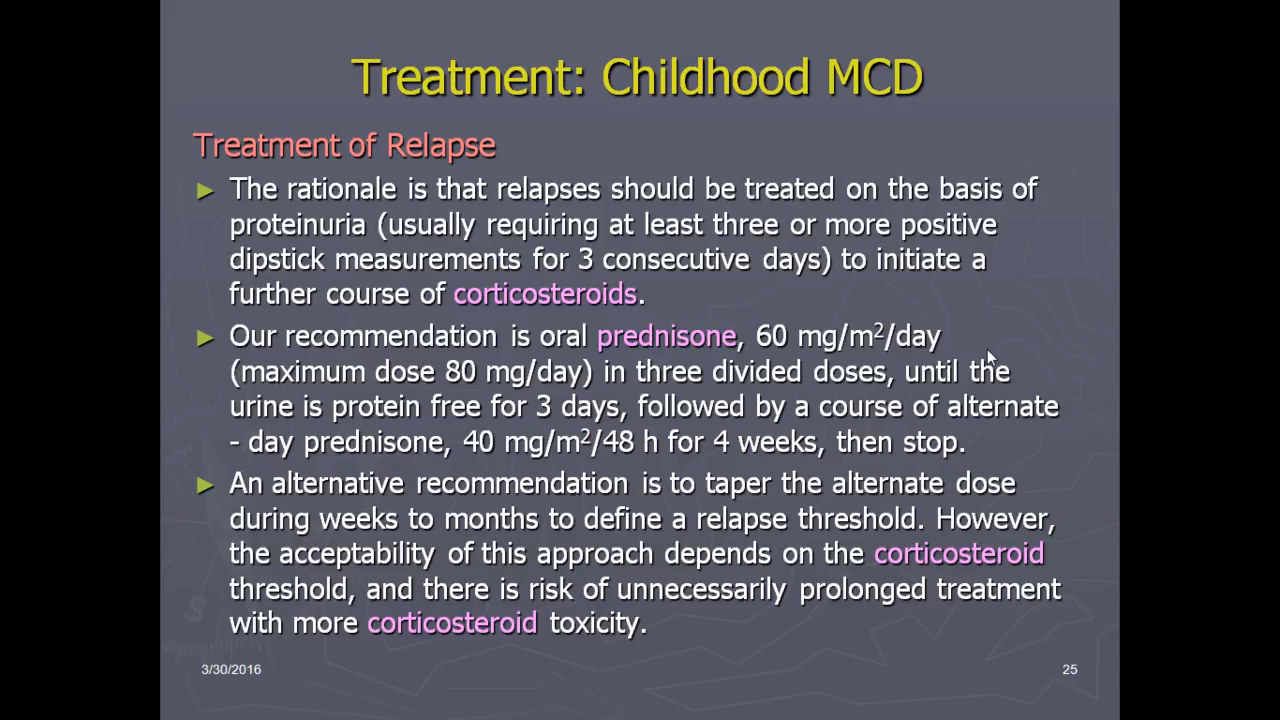 Treatment: Childhood MCD
Treatment of Relapse
► The rationale is that relapses should be treated on the basis of
proteinuria (usually requiring at least three or more positive
dipstick measurements for 3 consecutive days) to initiate a
further course of corticosteroids.
► Our recommendation is oral prednisone, 60 mg/m²/day
(maximum dose 80 mg/day) in three divided doses, until the
urine is protein free for 3 days, followed by a course of alternate
- day prednisone, 40 mg/m²/48 h for 4 weeks, then stop.
► An alternative recommendation is to taper the alternate dose
during weeks to months to define a relapse threshold. However,
the acceptability of this approach depends on the corticosteroid
threshold, and there is risk of unnecessarily prolonged treatment
with more corticosteroid toxicity.
3/30/2016
25